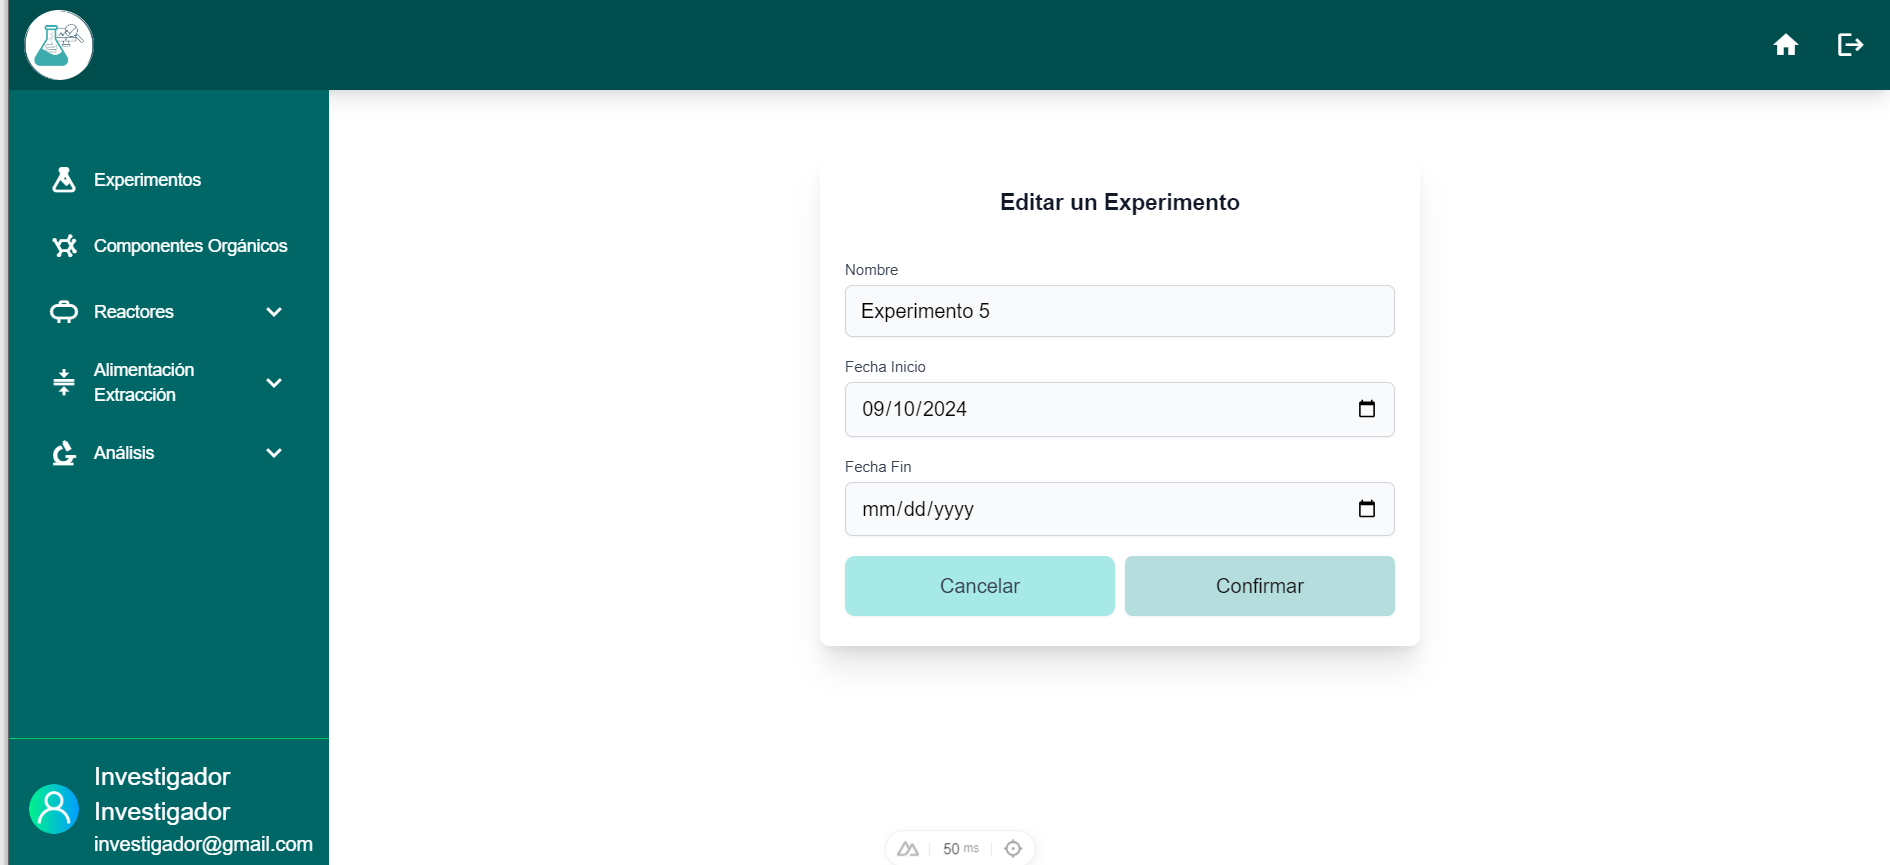 Experimentos
Componentes Orgánicos
Reactores
Alimentación
Extracción
Análisis
Investigador
Investigador
investigador@gmail.com
Editar un Experimento
Nombre
Experimento 5
Fecha Inicio
09/10/2024
Fecha Fin
mm/dd/yyyy
Cancelar
Confirmar
50 ms